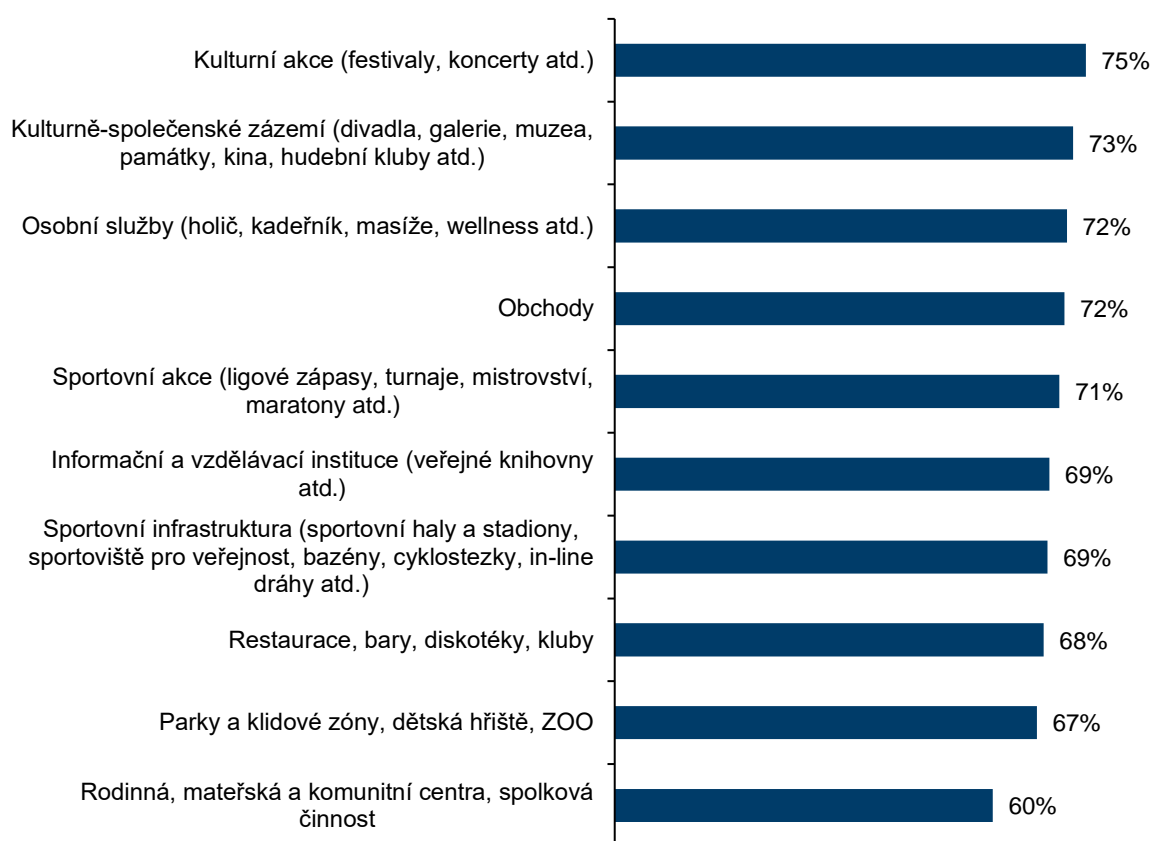 Kulturní akce (festivaly, koncerty atd.)
75%
Kulturně-společenské zázemí (divadla, galerie, muzea,
památky, kina, hudební kluby atd.)
73%
Osobní služby (holič, kadeřník, masíže, wellness atd.)
72%
Obchody
72%
Sportovní akce (ligové zápasy, turnaje, mistrovství,
maratony atd.)
71%
Informační a vzdělávací instituce (veřejné knihovny
atd.)
69%
Sportovní infrastruktura (sportovní haly a stadiony,
sportoviště pro veřejnost, bazény, cyklostezky, in-line
dráhy atd.)
69%
Restaurace, bary, diskotéky, kluby
68%
Parky a klidové zóny, dětská hřiště, ZOO
67%
Rodinná, mateřská a komunitní centra, spolková
činnost
60%